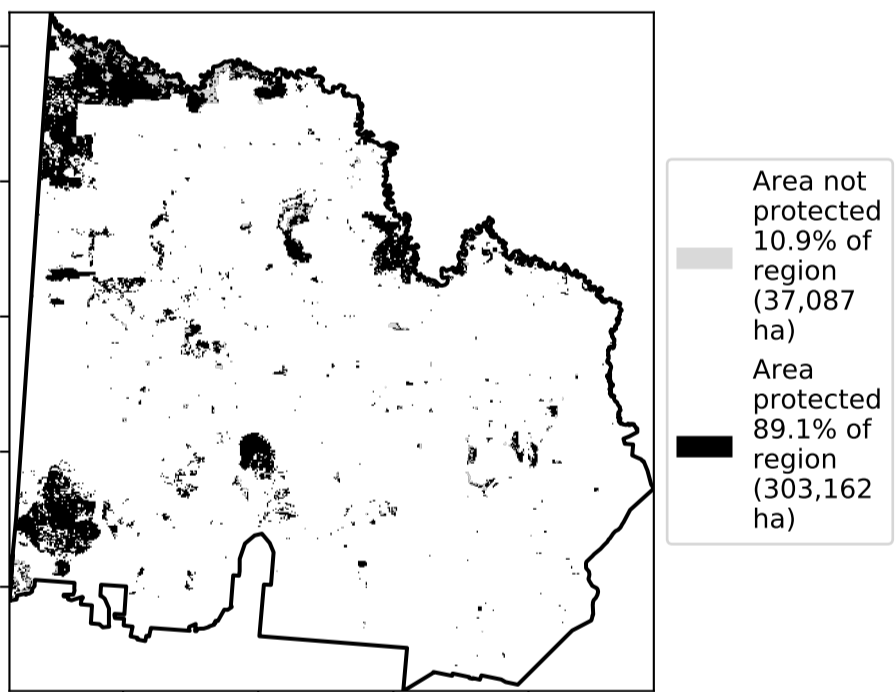 Area not
protected
10.9% of
region
(37,087
ha)
Area
protected
89.1% of
region
(303,162
ha)